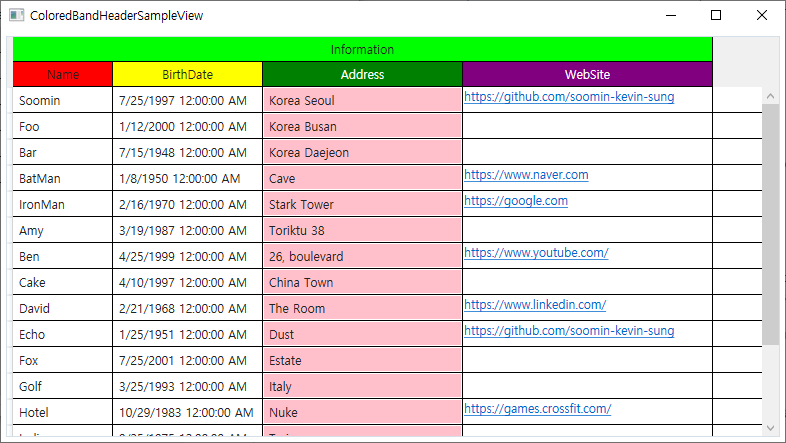 ColoredBandHeaderSampleView
Information
Name BirthDate Address WebSite
Soomin 7/25/1997 12:00:00 AM Korea Seoul https://github.com/soomin-kevin-sung
Foo 1/12/2000 12:00:00 AM Korea Busan
Bar 7/15/1948 12:00:00 AM Korea Daejeon
BatMan 1/8/1950 12:00:00 AM Cave https://www.naver.com
IronMan 2/16/1970 12:00:00 AM Stark Tower https://google.com
Amy 3/19/1987 12:00:00 AM Toriktu 38
Ben 4/25/1999 12:00:00 AM 26, boulevard https://www.youtube.com/
Cake 4/10/1997 12:00:00 AM China Town
David 2/21/1968 12:00:00 AM The Room https://www.linkedin.com/
Echo 1/25/1951 12:00:00 AM Dust https://github.com/soomin-kevin-sung
Fox 7/25/2001 12:00:00 AM Estate
Golf 3/25/1993 12:00:00 AM Italy
Hotel 10/29/1983 12:00:00 AM Nuke https://games.crossfit.com/